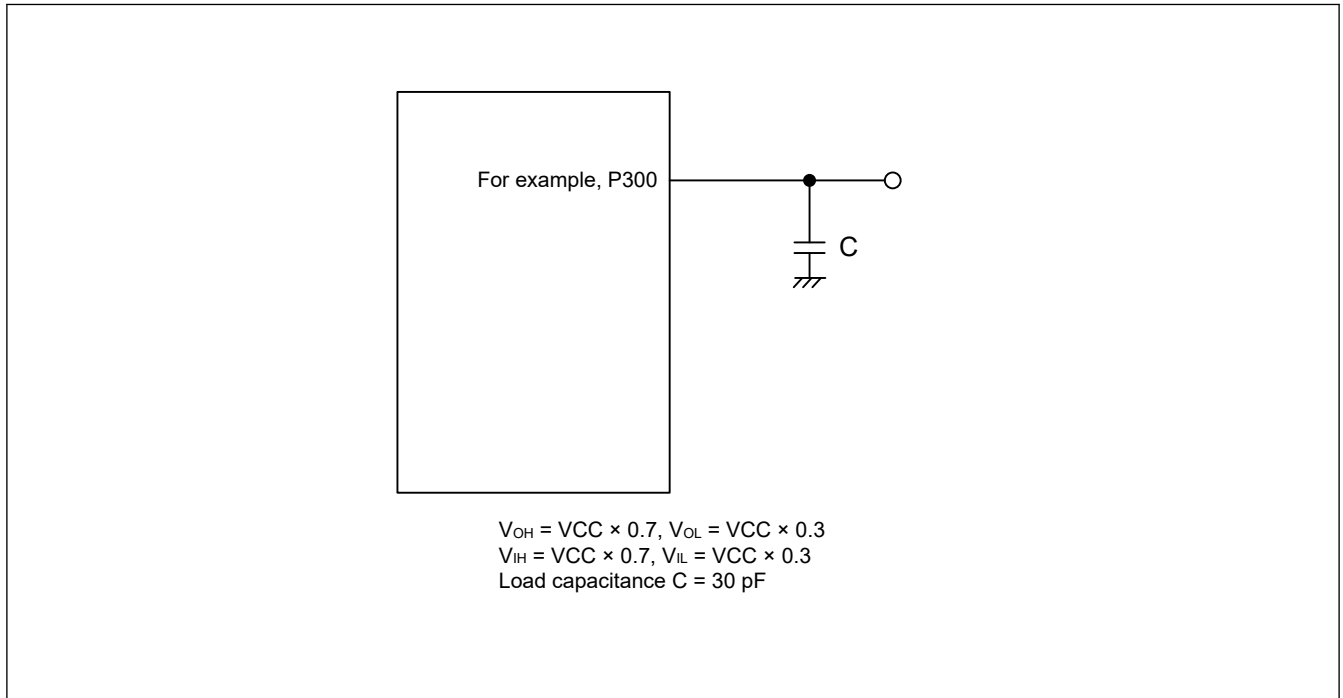 For example, P300
C
VOH = VCC × 0.7, VOL = VCC × 0.3
VIH = VCC × 0.7, VIL = VCC × 0.3
Load capacitance C = 30 pF